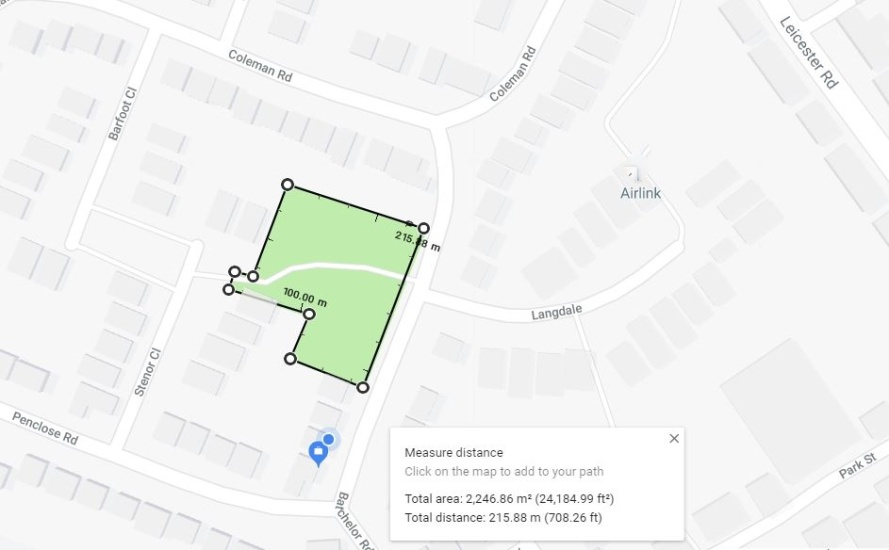 Coleman Rd
Coleman Rd
Leicester Rd
Barfoot Cl
Airlink
215.88 m
100.00 m
Langdale
Stenor Cl
Penclose Rd
Barchelor Rd
Park St
Measure distance
Click on the map to add to your path
Total area: 2,246.86 m² (24,184.99 ft²)
Total distance: 215.88 m (708.26 ft)